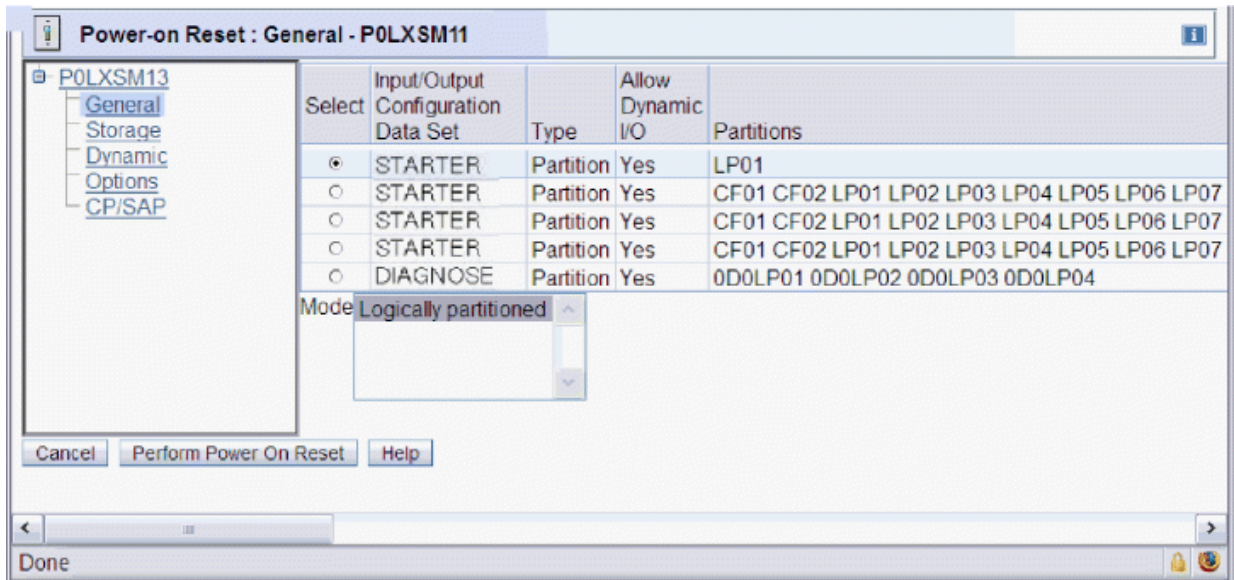 Power-on Reset : General - P0LXSM11
P0LXSM13
General
Storage
Dynamic
Options
CP/SAP
Select
Input/Output
Configuration
Data Set
Type
Allow
Dynamic
I/O
Partitions
STARTER Partition Yes LP01
STARTER Partition Yes CF01 CF02 LP01 LP02 LP03 LP04 LP05 LP06 LP07
STARTER Partition Yes CF01 CF02 LP01 LP02 LP03 LP04 LP05 LP06 LP07
STARTER Partition Yes CF01 CF02 LP01 LP02 LP03 LP04 LP05 LP06 LP07
DIAGNOSE Partition Yes 0D0LP01 0D0LP02 0D0LP03 0D0LP04
Mode Logically partitioned
Cancel Perform Power On Reset Help
Done